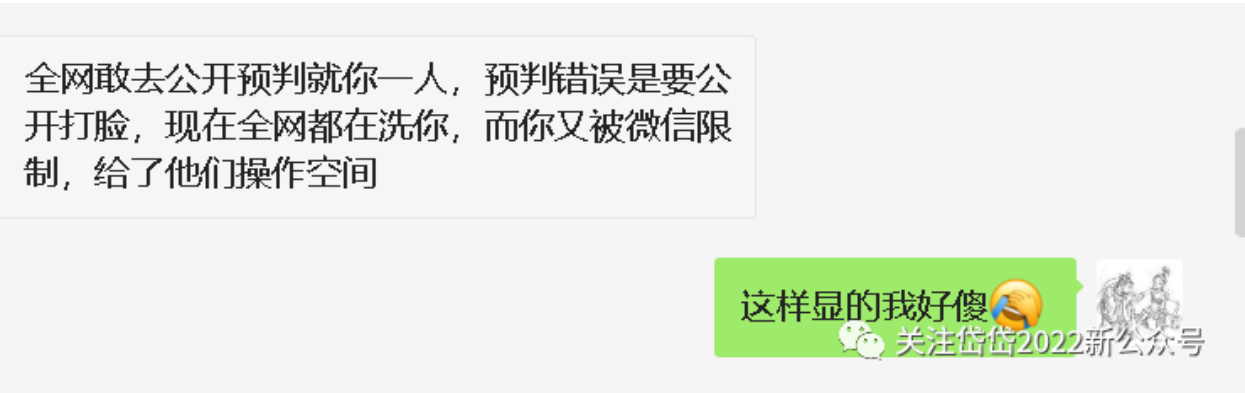 全网敢去公开预判就你一人，预判错误是要公
开打脸，现在全网都在洗你，而你又被微信限
制，给了他们操作空间
这样显的我好傻🤦
关注岱岱2022新公众号